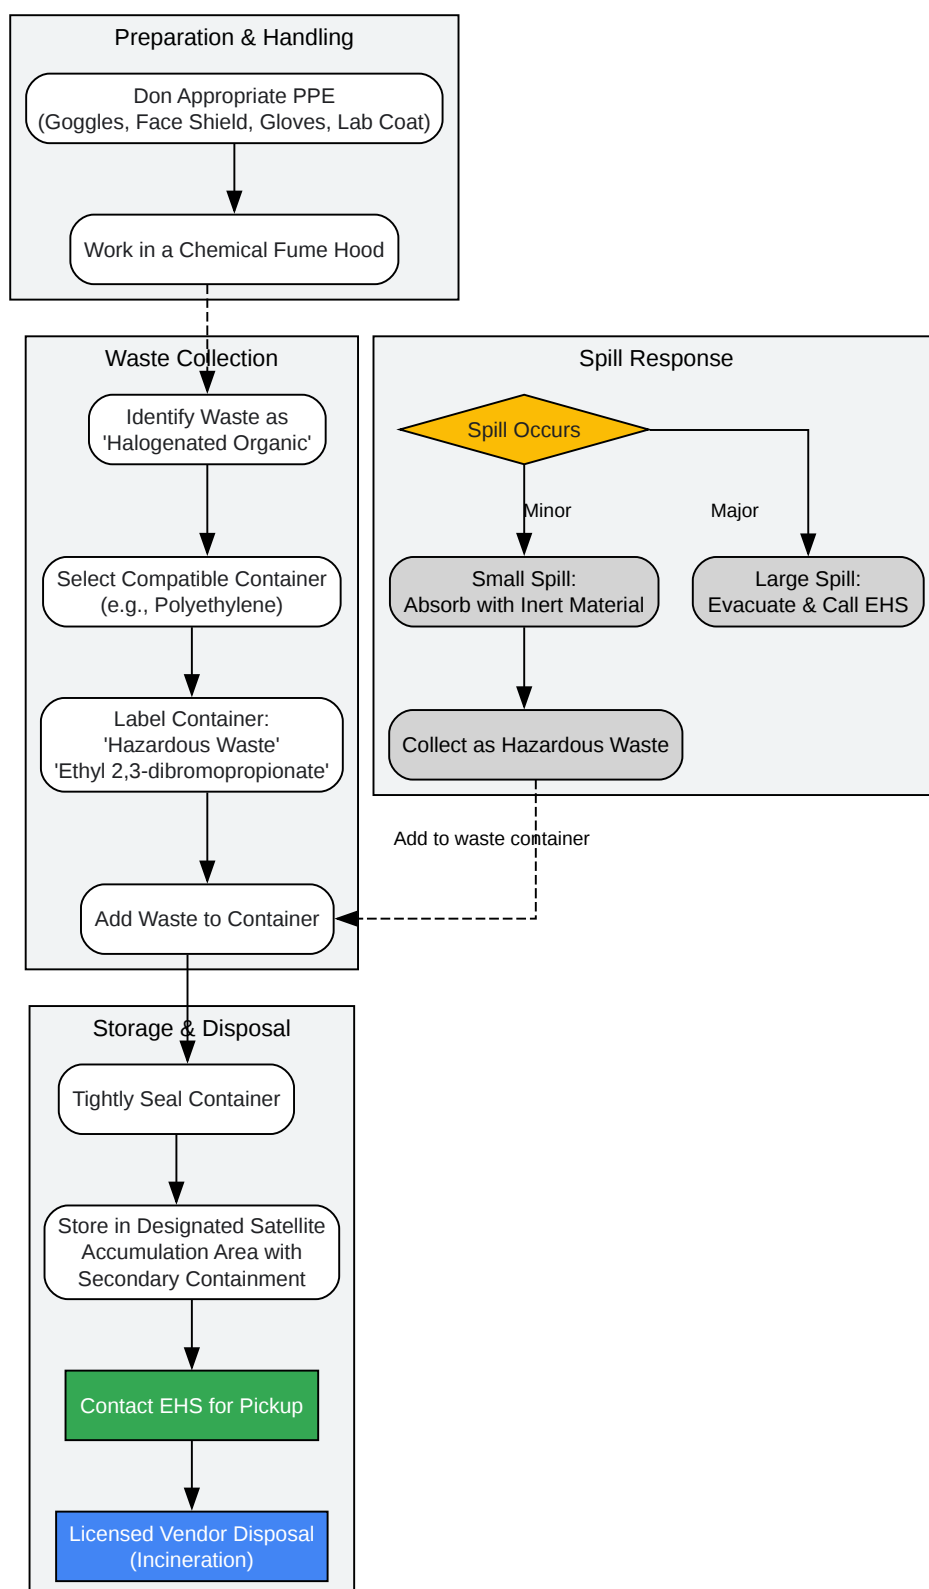 Preparation & Handling
Don Appropriate PPE
(Goggles, Face Shield, Gloves, Lab Coat)
Work in a Chemical Fume Hood
Waste Collection
Identify Waste as
'Halogenated Organic'
Select Compatible Container
(e.g., Polyethylene)
Label Container:
'Hazardous Waste'
'Ethyl 2,3-dibromopropionate'
Add Waste to Container
Spill Response
Spill Occurs
Minor
Major
Small Spill:
Absorb with Inert Material
Large Spill:
Evacuate & Call EHS
Collect as Hazardous Waste
Add to waste container
Storage & Disposal
Tightly Seal Container
Store in Designated Satellite
Accumulation Area with
Secondary Containment
Contact EHS for Pickup
Licensed Vendor Disposal
(Incineration)